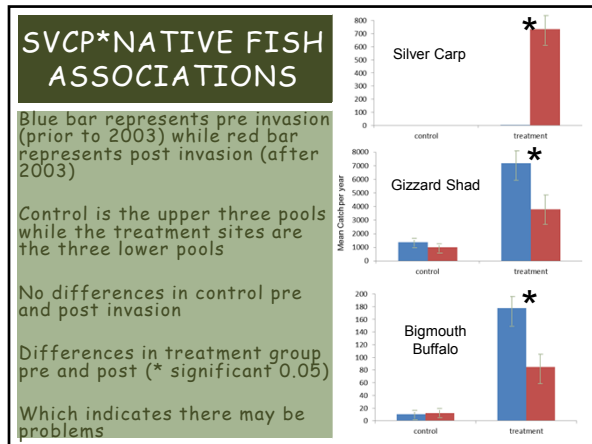 SVCP*NATIVE FISH
ASSOCIATIONS
Blue bar represents pre invasion
(prior to 2003) while red bar
represents post invasion (after
2003)
Control is the upper three pools
while the treatment sites are
the three lower pools
No differences in control pre
and post invasion
Differences in treatment group
pre and post (* significant 0.05)
Which indicates there may be
problems
Silver Carp
*
800
700
600
500
400
300
200
100
0
control treatment
Mean Catch per year
Gizzard Shad
*
8000
7000
6000
5000
4000
3000
2000
1000
0
control treatment
Bigmouth
Buffalo
*
200
180
160
140
120
100
80
60
40
20
0
control treatment